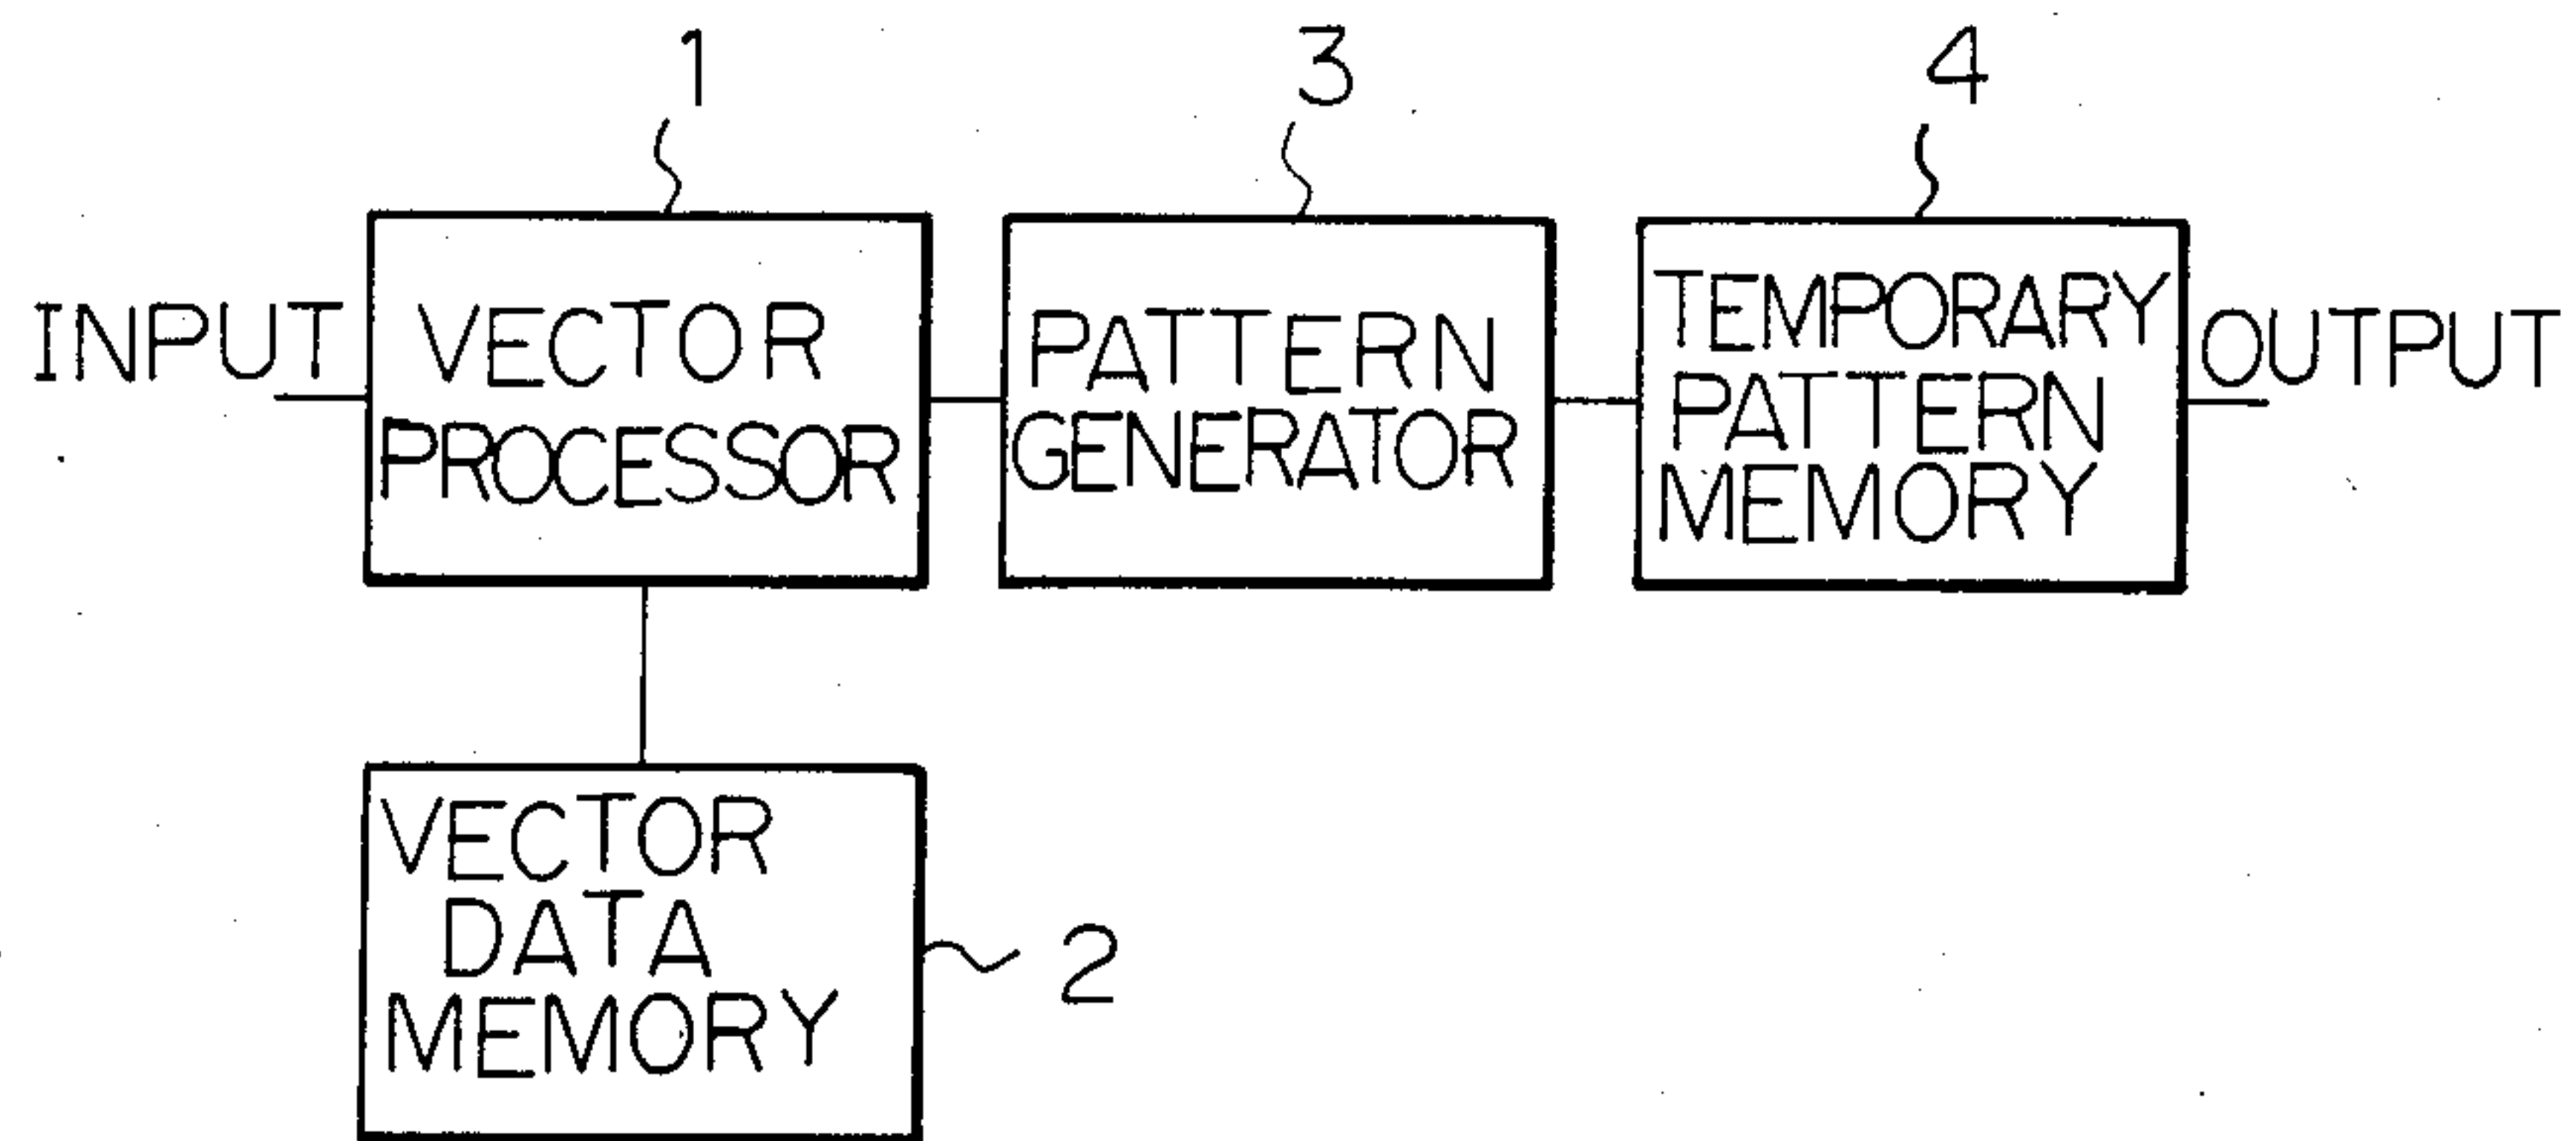 1
3
4
INPUT
VECTOR
PROCESSOR
PATTERN
GENERATOR
TEMPORARY
PATTERN
MEMORY
OUTPUT
VECTOR
DATA
MEMORY
2